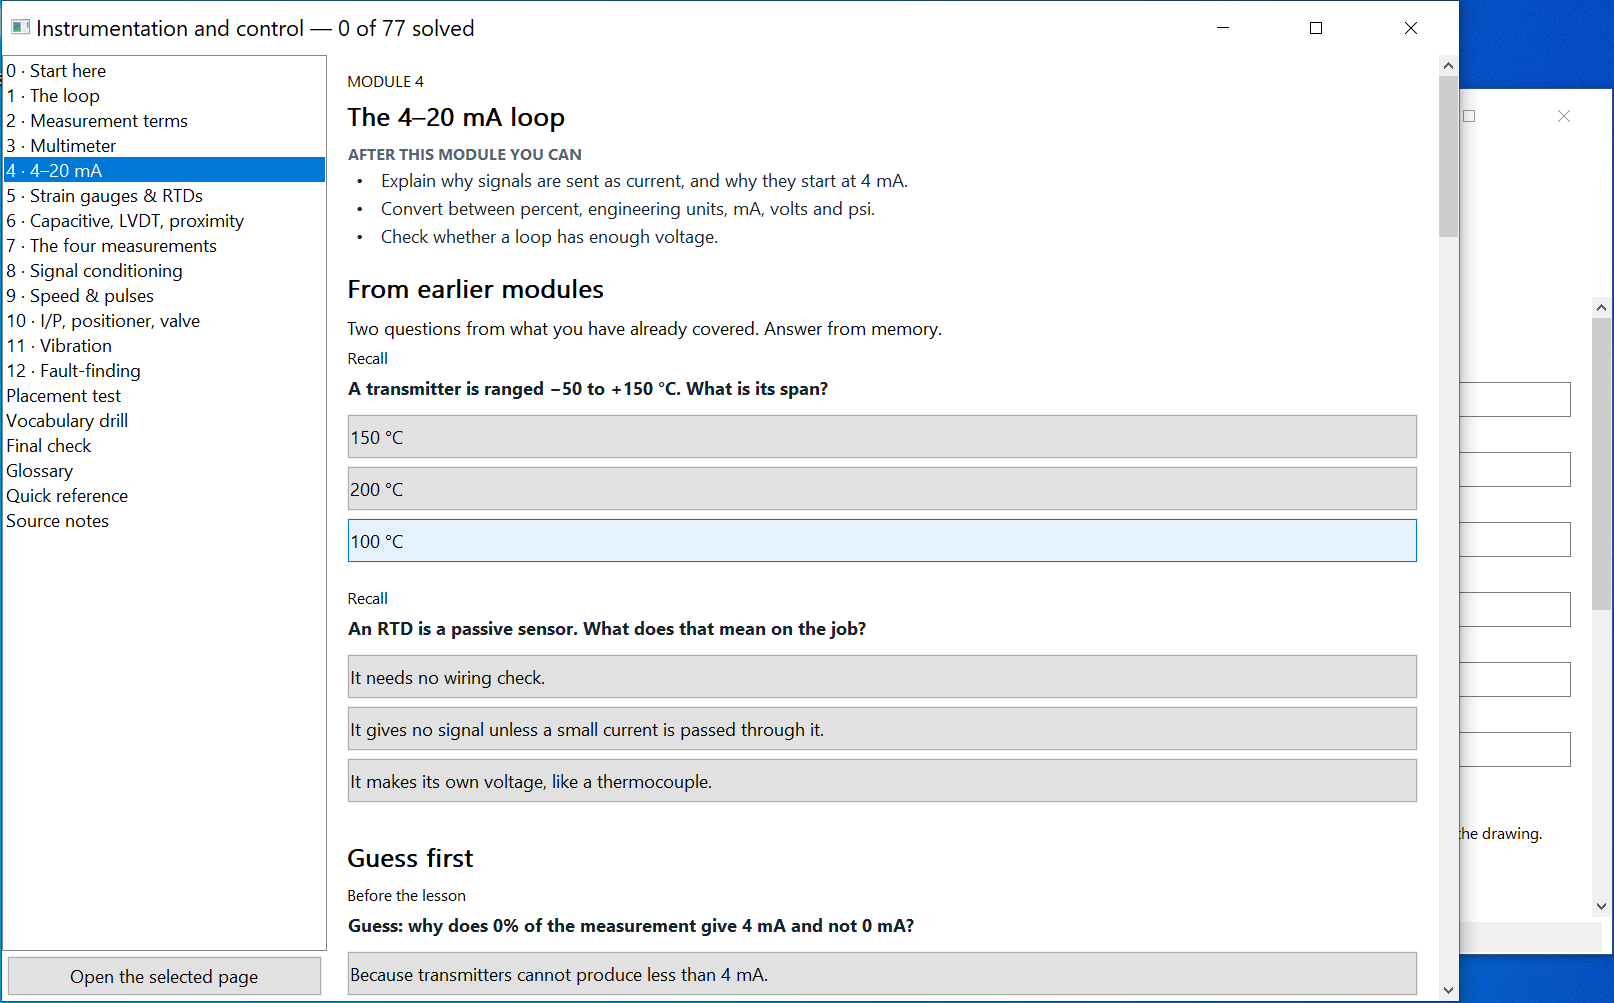 Instrumentation and control — 0 of 77 solved
0 · Start here
1 · The loop
2 · Measurement terms
3 · Multimeter
4 · 4–20 mA
5 · Strain gauges & RTDs
6 · Capacitive, LVDT, proximity
7 · The four measurements
8 · Signal conditioning
9 · Speed & pulses
10 · I/P, positioner, valve
11 · Vibration
12 · Fault-finding
Placement test
Vocabulary drill
Final check
Glossary
Quick reference
Source notes
Open the selected page
MODULE 4
The 4–20 mA loop
AFTER THIS MODULE YOU CAN
• Explain why signals are sent as current, and why they start at 4 mA.
• Convert between percent, engineering units, mA, volts and psi.
• Check whether a loop has enough voltage.
From earlier modules
Two questions from what you have already covered. Answer from memory.
Recall
A transmitter is ranged −50 to +150 °C. What is its span?
150 °C
200 °C
100 °C
Recall
An RTD is a passive sensor. What does that mean on the job?
It needs no wiring check.
It gives no signal unless a small current is passed through it.
It makes its own voltage, like a thermocouple.
Guess first
Before the lesson
Guess: why does 0% of the measurement give 4 mA and not 0 mA?
Because transmitters cannot produce less than 4 mA.
the drawing.